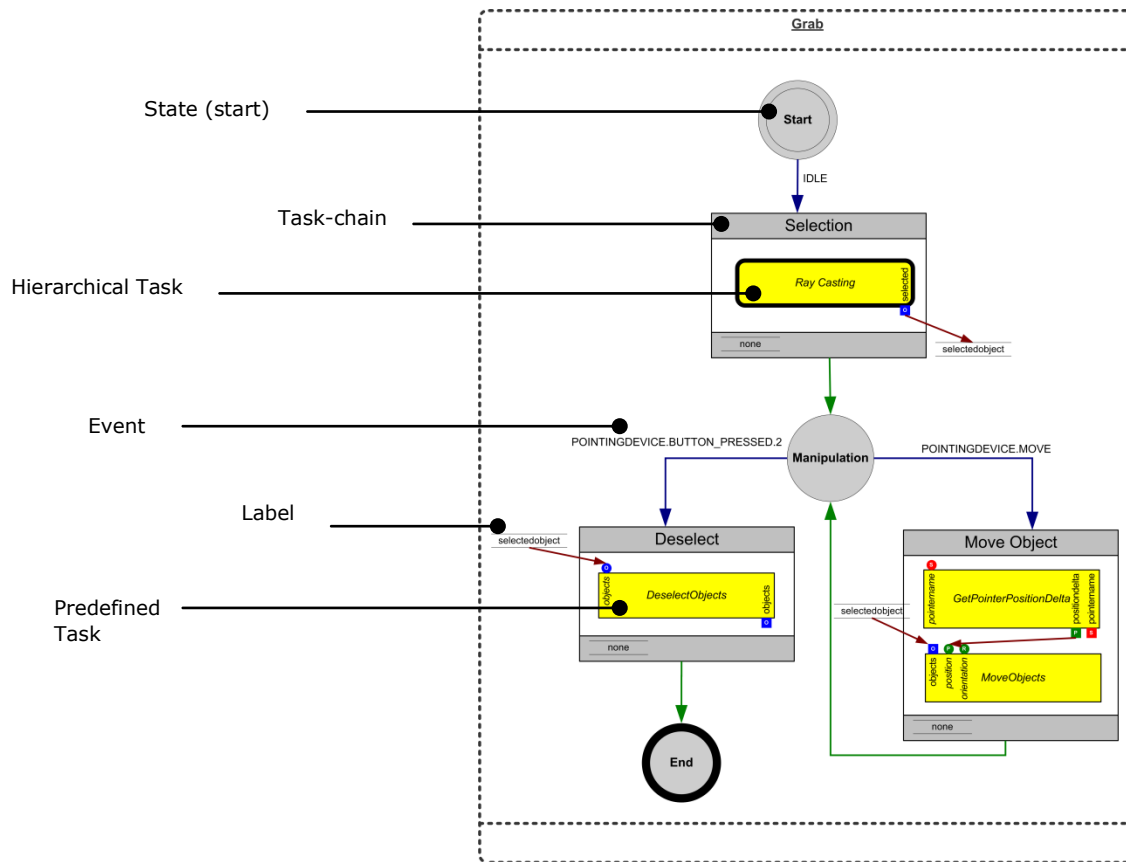 Grab
State (start)
Start
IDLE
Task-chain
Selection
Hierarchical Task
Ray Casting
selected
O
none
selectedobject
Event
POINTINGDEVICE.BUTTON_PRESSED.2
Manipulation
POINTINGDEVICE.MOVE
Label
selectedobject
Deselect
O
objects
DeselectObjects
objects
O
none
Predefined
Task
Move Object
S
pointername
GetPointerPositionDelta
positiondelta
pointername
P
S
selectedobject
O
P
R
objects
position
orientation
MoveObjects
none
End